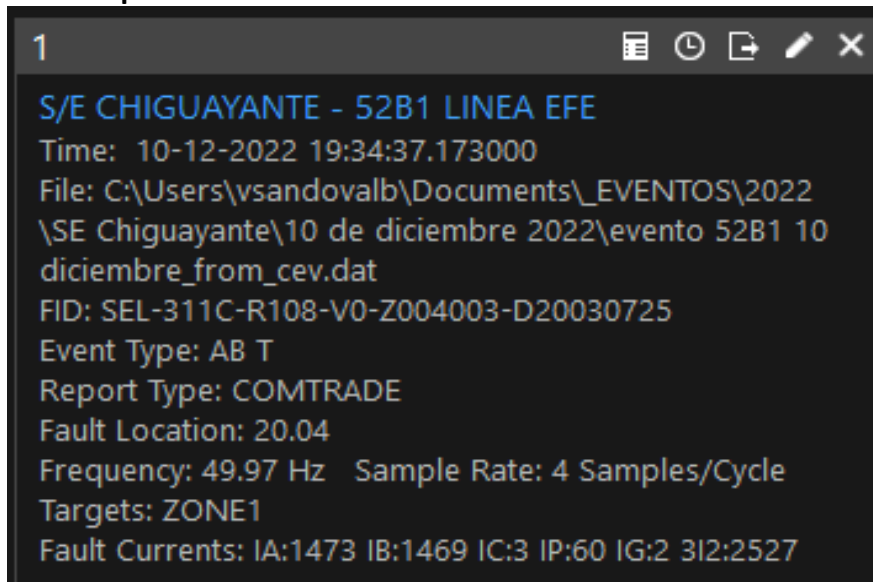 1
S/E CHIGUAYANTE - 52B1 LINEA EFE
Time:  10-12-2022 19:34:37.173000
File: C:\Users\vsandovalb\Documents\_EVENTOS\2022
\SE Chiguayante\10 de diciembre 2022\evento 52B1 10
diciembre_from_cev.dat
FID: SEL-311C-R108-V0-Z004003-D20030725
Event Type: AB T
Report Type: COMTRADE
Fault Location: 20.04
Frequency: 49.97 Hz   Sample Rate: 4 Samples/Cycle
Targets: ZONE1
Fault Currents: IA:1473 IB:1469 IC:3 IP:60 IG:2 3I2:2527